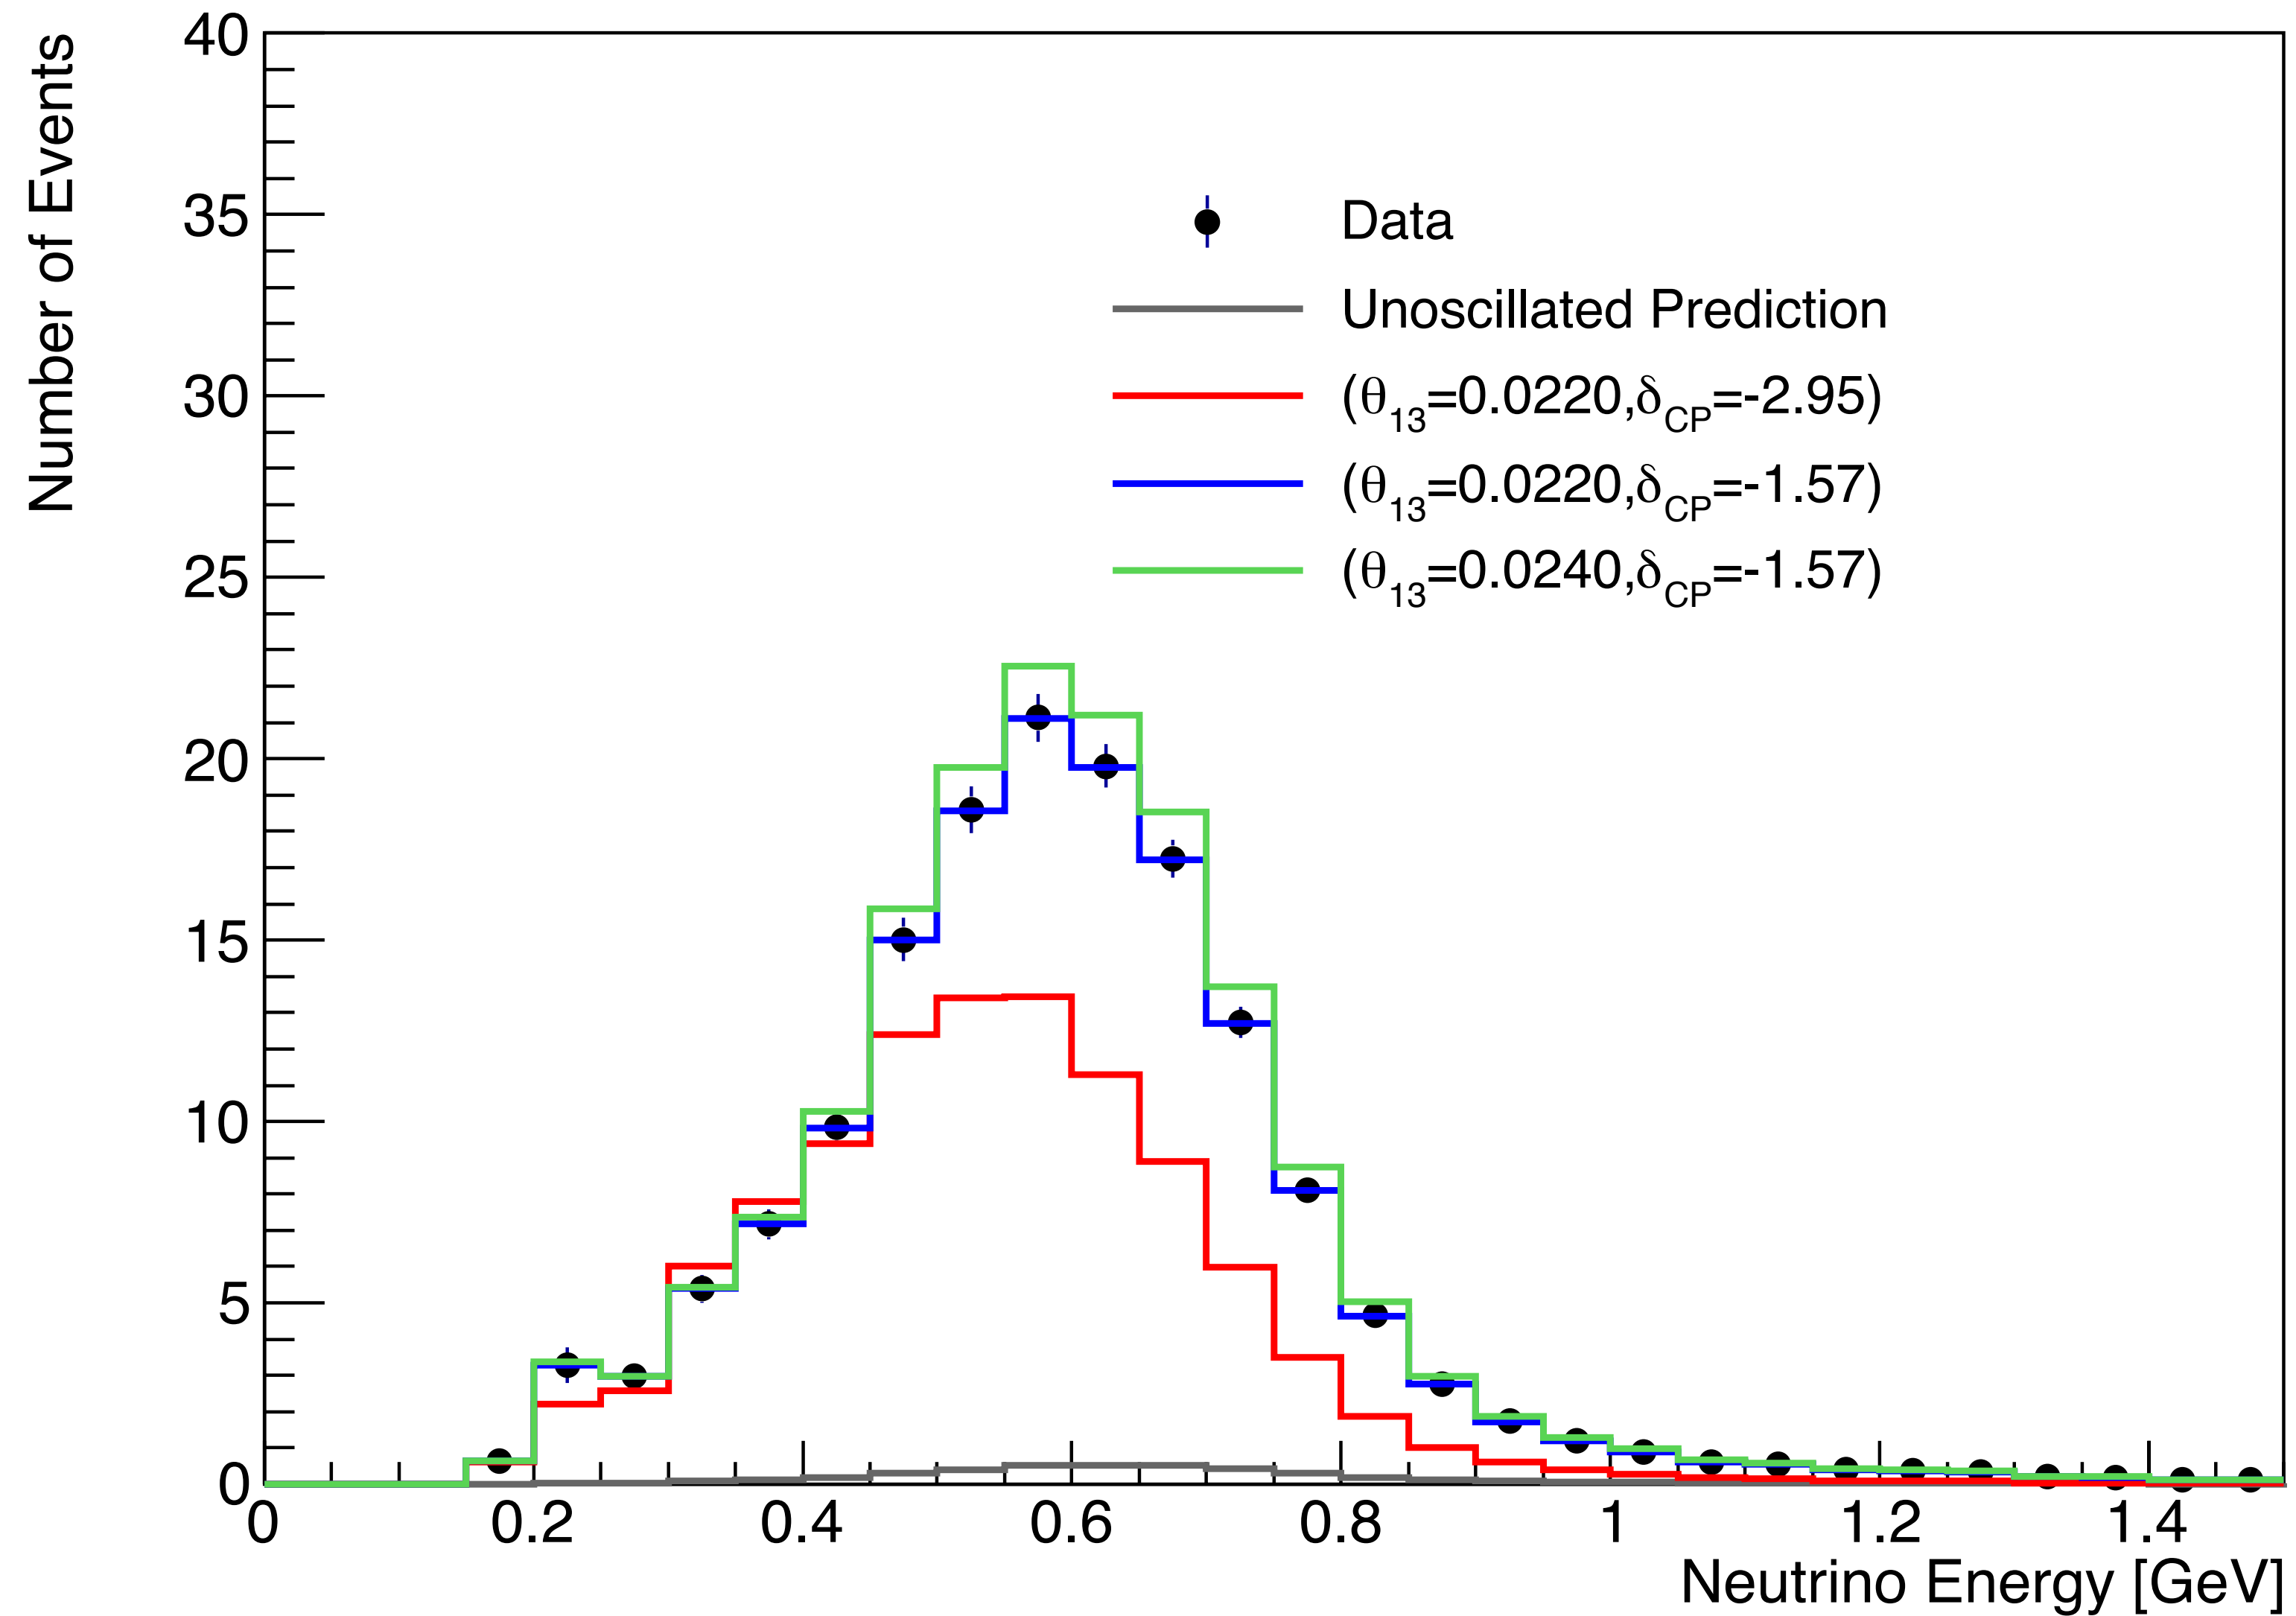 Number of Events
40
35
30
25
20
15
10
5
0
Data
Unoscillated Prediction
(θ13=0.0220,δCP=-2.95)
(θ13=0.0220,δCP=-1.57)
(θ13=0.0240,δCP=-1.57)
0 0.2 0.4 0.6 0.8 1 1.2 1.4
Neutrino Energy [GeV]